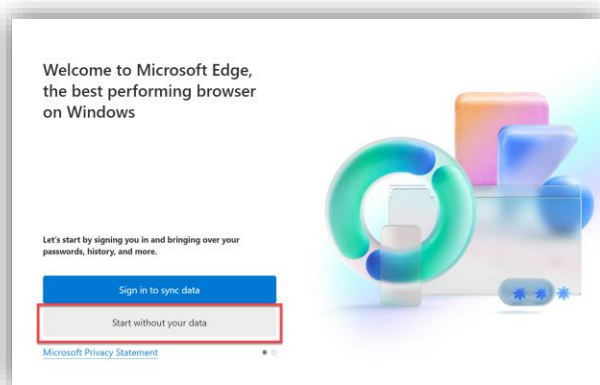 Welcome to Microsoft Edge,
the best performing browser
on Windows
Let's start by signing you in and bringing over your
passwords, history, and more.
Sign in to sync data
Start without your data
Microsoft Privacy Statement